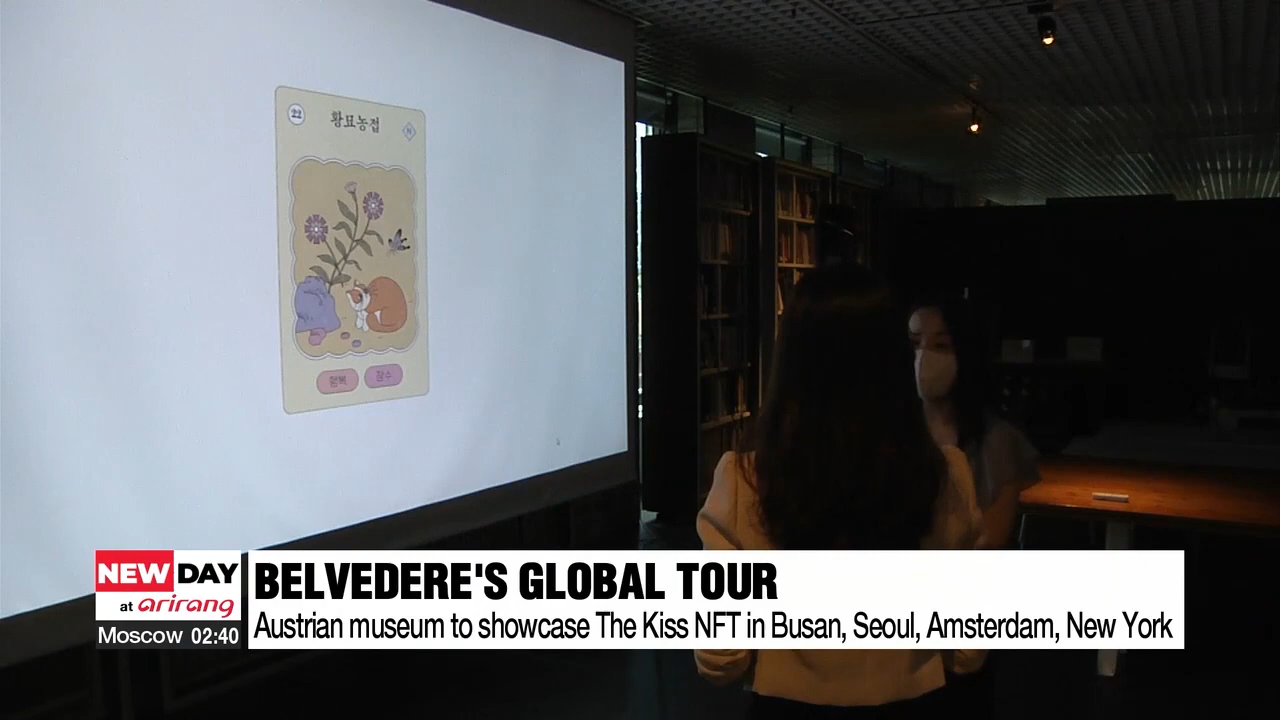 22
황묘농접
N
행복
장수
NEW DAY
at arirang
Moscow 02:40
BELVEDERE'S GLOBAL TOUR
Austrian museum to showcase The Kiss NFT in Busan, Seoul, Amsterdam, New York